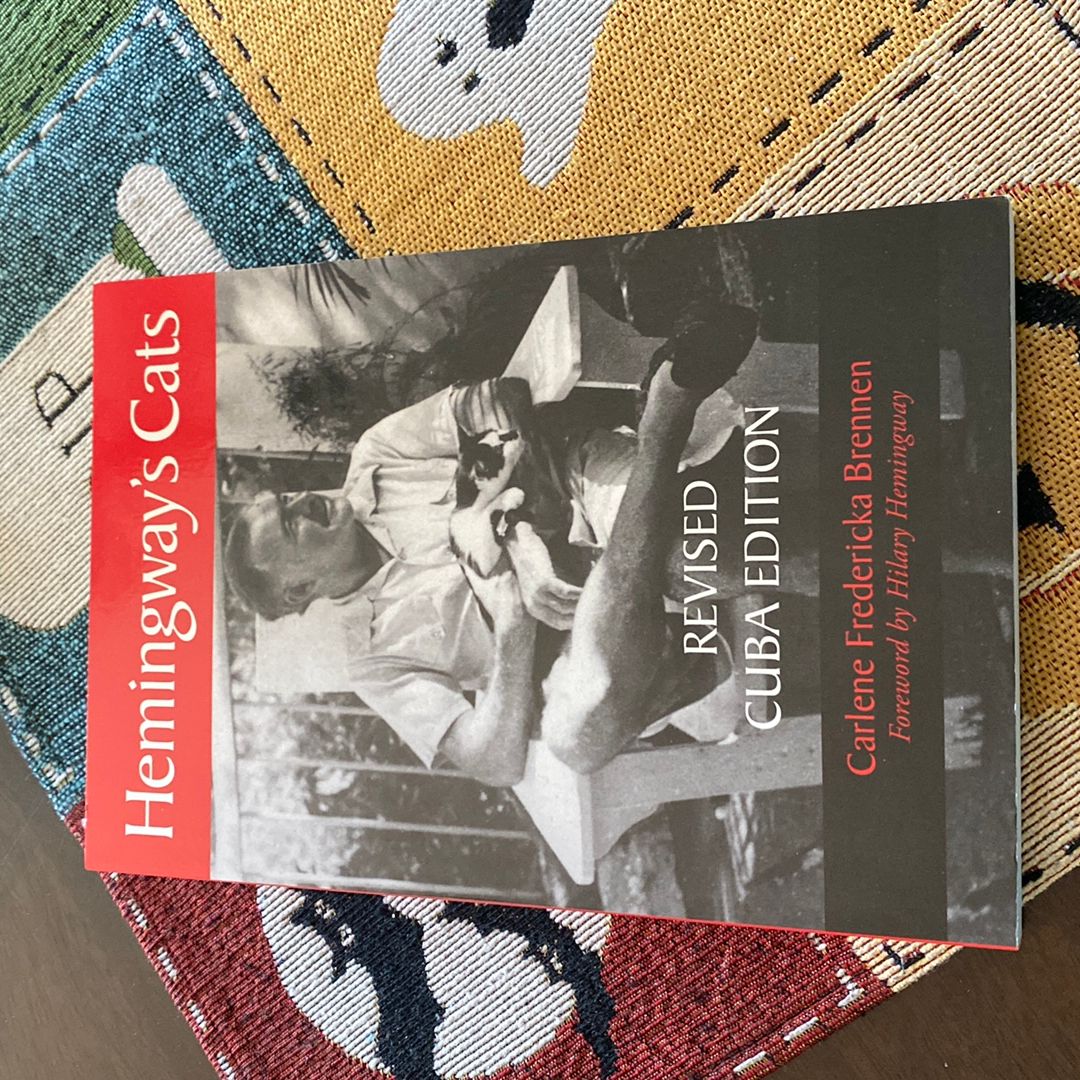 Hemingway's Cats
REVISED
CUBA EDITION
Carlene Fredericka Brennen
Foreword by Hilary Hemingway